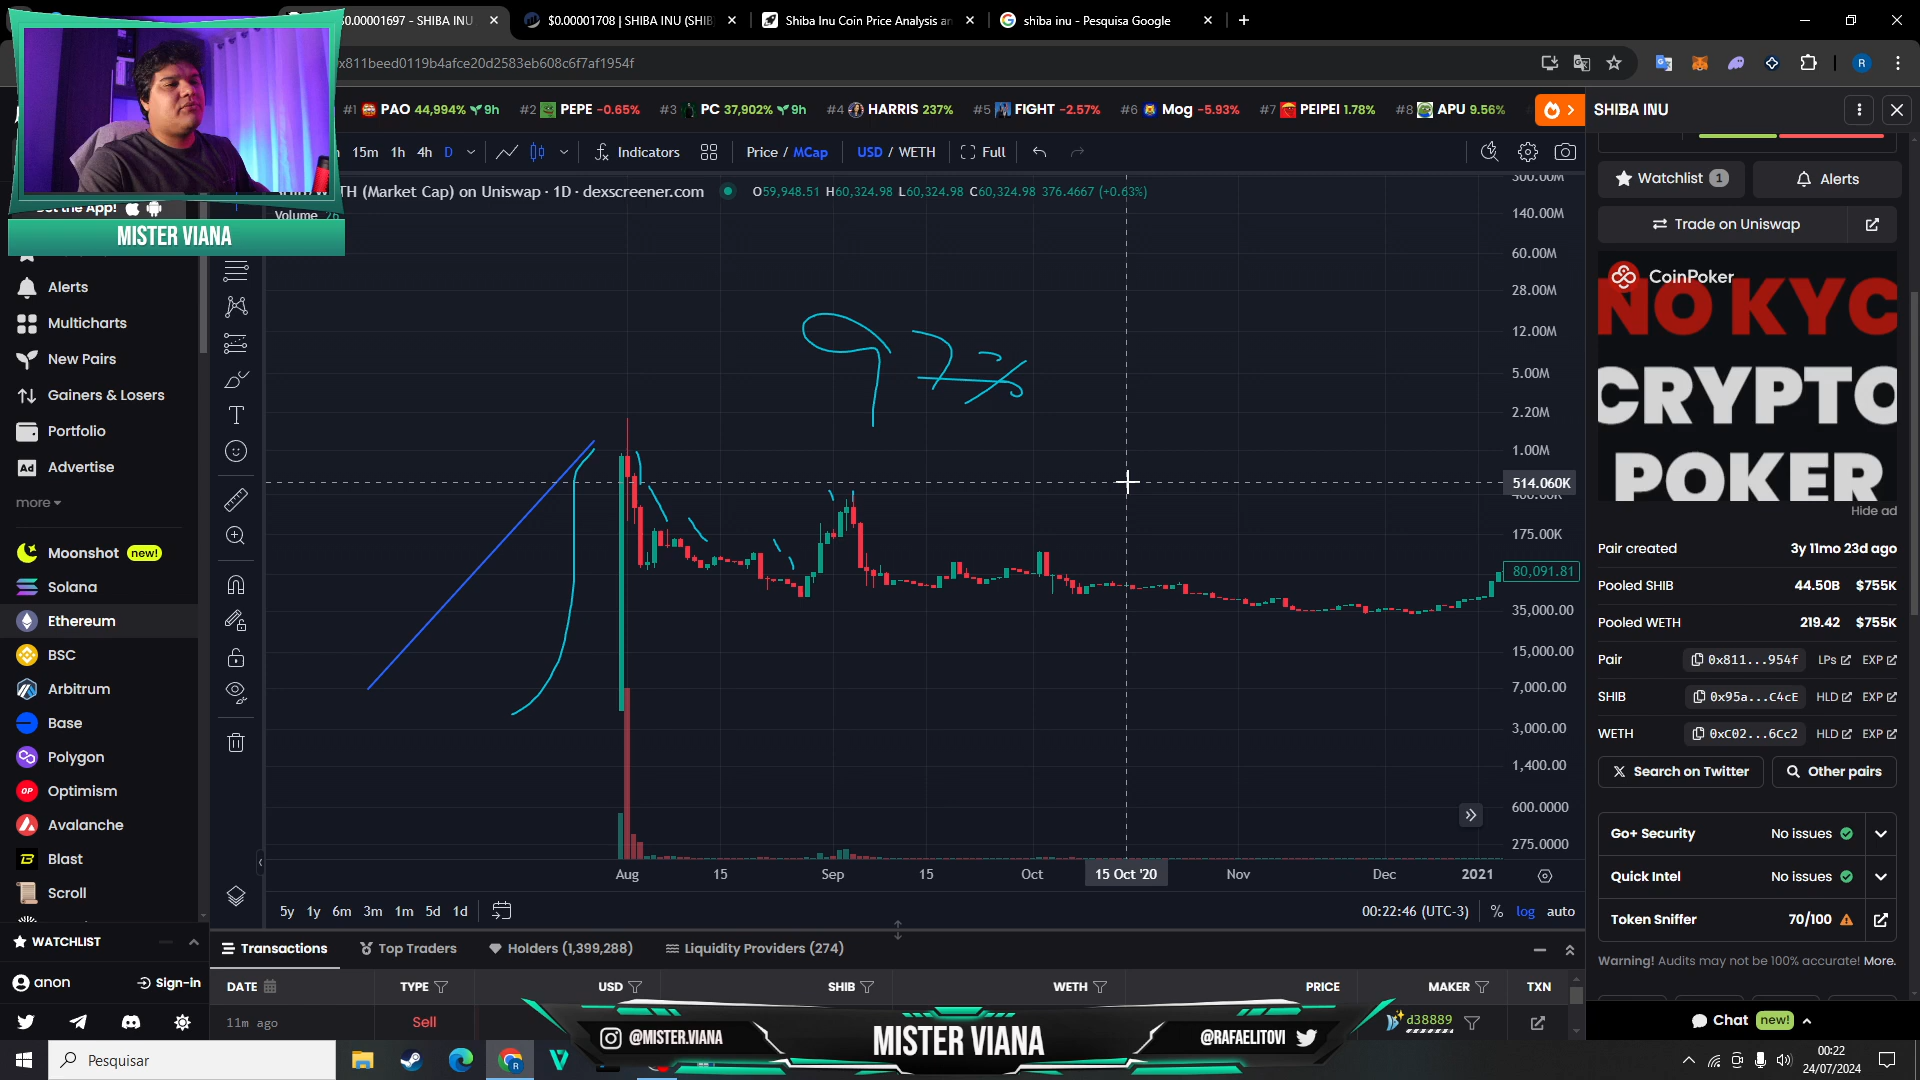 $0.00001697 - SHIBA INU
$0.00001708 | SHIBA INU (SHIB
Shiba Inu Coin Price Analysis an
shiba inu - Pesquisa Google
x811beed0119b4afce20d2583eb608c6f7af1954f
R
#1 PAO 44,994% 9h #2 PEPE -0.65% #3 PC 37,902% 9h #4 HARRIS 237% #5 FIGHT -2.57% #6 Mog -5.93% #7 PEIPEI 1.78% #8 APU 9.56%
SHIBA INU
15m 1h 4h D Indicators Price / MCap USD / WETH Full
TH (Market Cap) on Uniswap · 1D · dexscreener.com O59,948.51 H60,324.98 L60,324.98 C60,324.98 376.4667 (+0.63%)
Get the App!
Volume
MISTER VIANA
Alerts
Multicharts
New Pairs
Gainers & Losers
Portfolio
Ad Advertise
more
Moonshot new!
Solana
Ethereum
BSC
Arbitrum
Base
Polygon
OP Optimism
Avalanche
Blast
Scroll
WATCHLIST
anon Sign-in
93%
300.00M
140.00M
60.00M
28.00M
12.00M
5.00M
2.20M
1.00M
514.060K
400.00K
175.00K
80,091.81
35,000.00
15,000.00
7,000.00
3,000.00
1,400.00
600.0000
275.0000
Aug 15 Sep 15 Oct 15 Oct '20 Nov Dec 2021
5y 1y 6m 3m 1m 5d 1d 00:22:46 (UTC-3) % log auto
Transactions Top Traders Holders (1,399,288) Liquidity Providers (274)
DATE TYPE USD SHIB WETH PRICE MAKER TXN
11m ago Sell d38889
Watchlist 1 Alerts
Trade on Uniswap
CoinPoker
NO KYC
CRYPTO
POKER
Hide ad
Pair created 3y 11mo 23d ago
Pooled SHIB 44.50B $755K
Pooled WETH 219.42 $755K
Pair 0x811...954f LPs EXP
SHIB 0x95a...C4cE HLD EXP
WETH 0xC02...6Cc2 HLD EXP
Search on Twitter Other pairs
Go+ Security No issues
Quick Intel No issues
Token Sniffer 70/100
Warning! Audits may not be 100% accurate! More.
Chat new!
@MISTER.VIANA MISTER VIANA @RAFAELITOVI
Pesquisar
00:22
24/07/2024